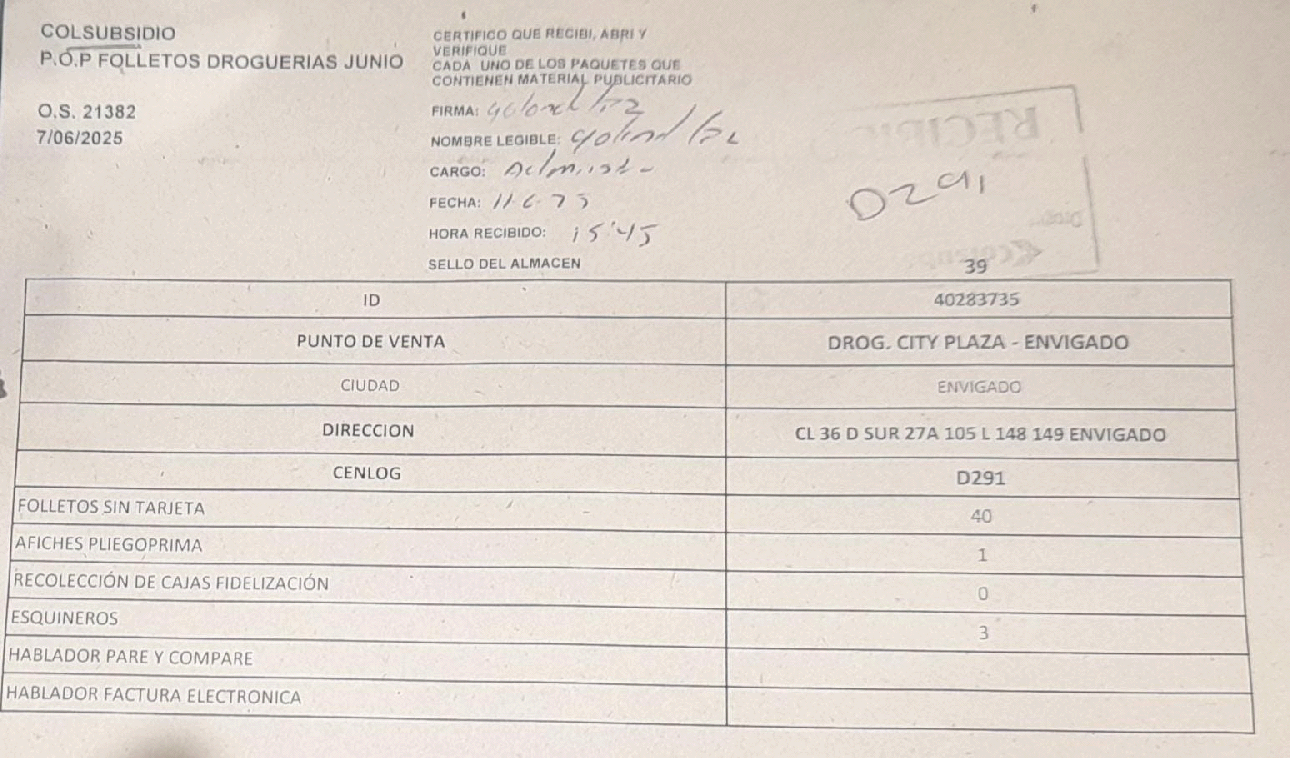 COLSUBSIDIO
P.O.P FOLLETOS DROGUERIAS JUNIO
O.S. 21382
7/06/2025
CERTIFICO QUE RECIBI, ABRI Y
VERIFIQUE
CADA UNO DE LOS PAQUETES QUE
CONTIENEN MATERIAL PUBLICITARIO
FIRMA:
NOMBRE LEGIBLE:
CARGO:
FECHA:
HORA RECIBIDO: 15:45
SELLO DEL ALMACEN
RECIBID
D291
39
ID 40283735
PUNTO DE VENTA DROG. CITY PLAZA - ENVIGADO
CIUDAD ENVIGADO
DIRECCION CL 36 D SUR 27A 105 L 148 149 ENVIGADO
CENLOG D291
FOLLETOS SIN TARJETA 40
AFICHES PLIEGOPRIMA 1
RECOLECCIÓN DE CAJAS FIDELIZACIÓN 0
ESQUINEROS 3
HABLADOR PARE Y COMPARE
HABLADOR FACTURA ELECTRONICA